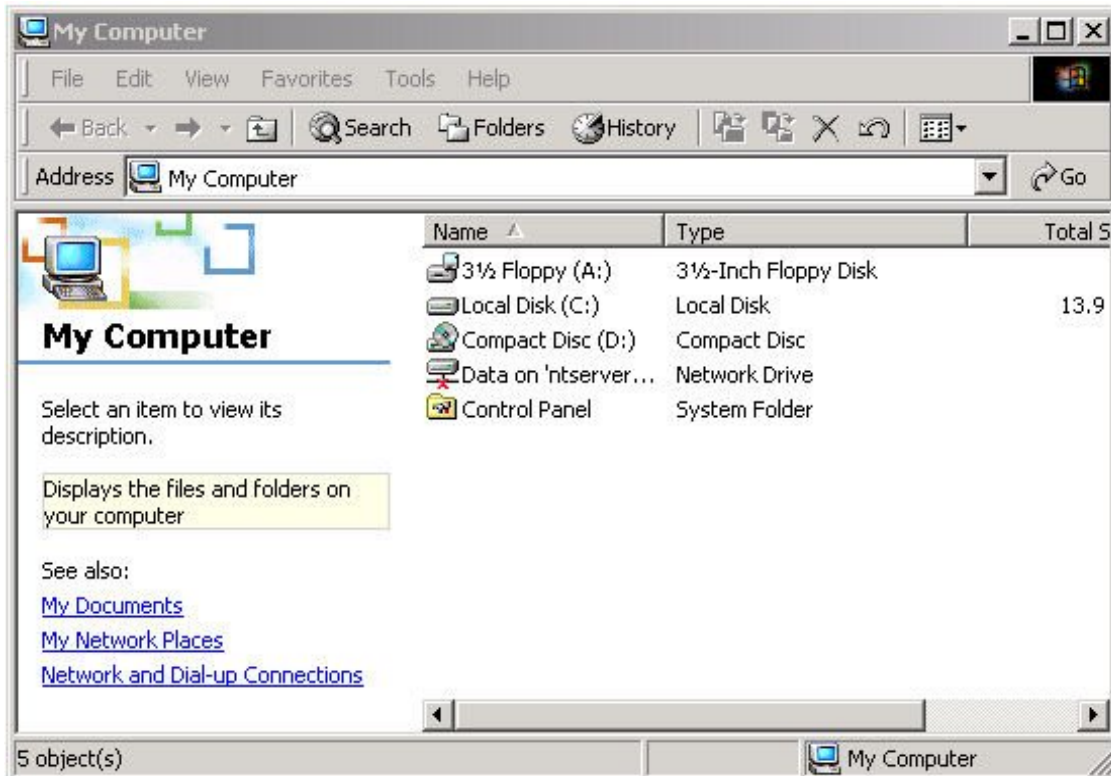 My Computer
File Edit View Favorites Tools Help
Back Search Folders History
Address My Computer Go
Name Type Total S
3½ Floppy (A:) 3½-Inch Floppy Disk
Local Disk (C:) Local Disk 13.9
Compact Disc (D:) Compact Disc
Data on 'ntserver... Network Drive
Control Panel System Folder
My Computer
Select an item to view its
description.
Displays the files and folders on
your computer
See also:
My Documents
My Network Places
Network and Dial-up Connections
5 object(s) My Computer